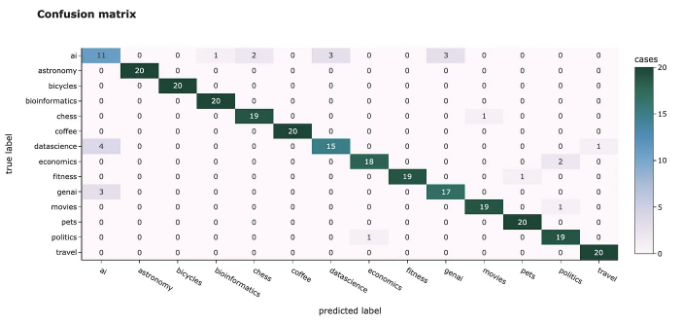 Confusion matrix
cases
ai 11 0 0 1 2 0 3 0 0 3 0 0 0 0 20
astronomy 0 20 0 0 0 0 0 0 0 0 0 0 0 0
bicycles 0 0 20 0 0 0 0 0 0 0 0 0 0 0
bioinformatics 0 0 0 20 0 0 0 0 0 0 0 0 0 0
chess 0 0 0 0 19 0 0 0 0 0 1 0 0 0 15
coffee 0 0 0 0 0 20 0 0 0 0 0 0 0 0
datascience 4 0 0 0 0 0 15 0 0 0 0 0 0 1
economics 0 0 0 0 0 0 0 18 0 0 0 0 2 0 10
fitness 0 0 0 0 0 0 0 0 19 0 0 1 0 0
genai 3 0 0 0 0 0 0 0 0 17 0 0 0 0
movies 0 0 0 0 0 0 0 0 0 0 19 0 1 0 5
pets 0 0 0 0 0 0 0 0 0 0 0 20 0 0
politics 0 0 0 0 0 0 0 1 0 0 0 0 19 0
travel 0 0 0 0 0 0 0 0 0 0 0 0 0 20 0
true label
ai astronomy bicycles bioinformatics chess coffee datascience economics fitness genai movies pets politics travel
predicted label